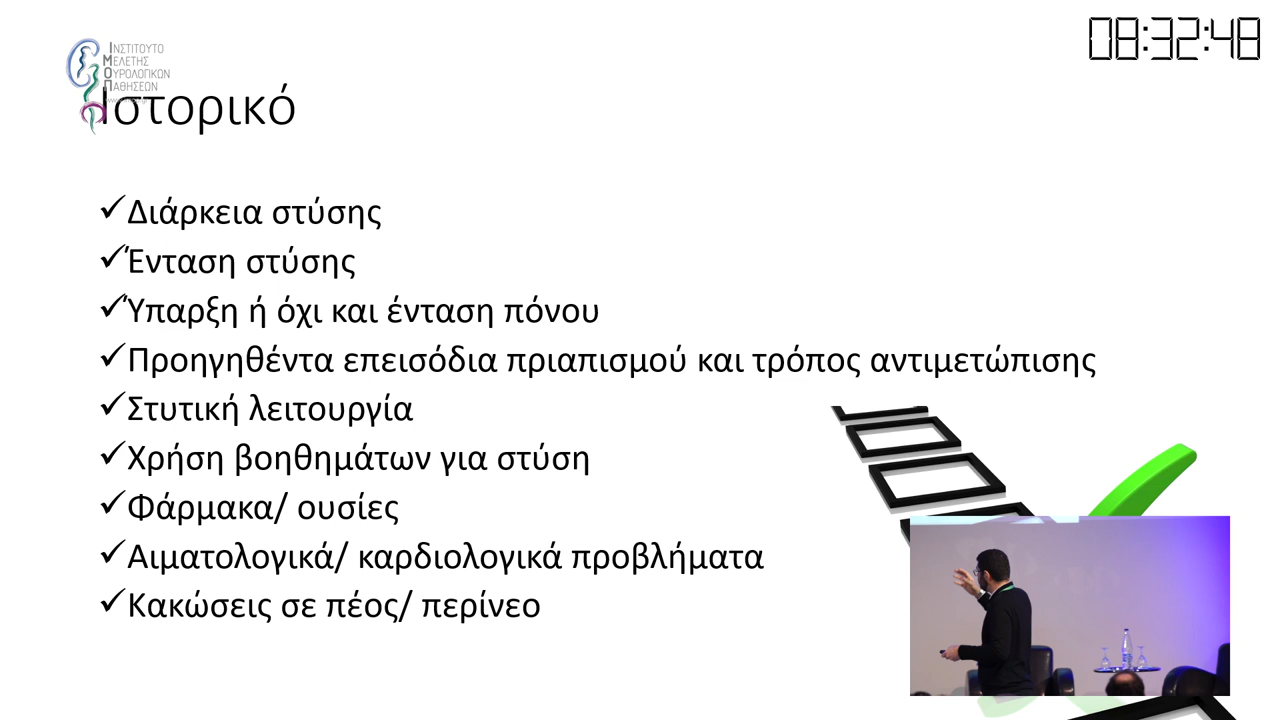 08:32:48
ΙΝΣΤΙΤΟΥΤΟ
ΜΕΛΕΤΗΣ
ΟΥΡΟΛΟΓΙΚΩΝ
ΠΑΘΗΣΕΩΝ
Ιστορικό
✓Διάρκεια στύσης
✓Ένταση στύσης
✓Ύπαρξη ή όχι και ένταση πόνου
✓Προηγηθέντα επεισόδια πριαπισμού και τρόπος αντιμετώπισης
✓Στυτική λειτουργία
✓Χρήση βοηθημάτων για στύση
✓Φάρμακα/ ουσίες
✓Αιματολογικά/ καρδιολογικά προβλήματα
✓Κακώσεις σε πέος/ περίνεο